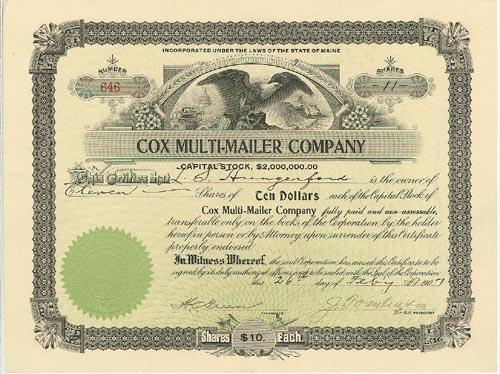 INCORPORATED UNDER THE LAWS OF THE STATE OF MAINE
NUMBER
646
SHARES
-11-
COX MULTI-MAILER COMPANY
CAPITAL STOCK, $2,000,000.00
This Certifies that L S Hungerford is the owner of
Eleven Shares of Ten Dollars each of the Capital Stock of
Cox Multi-Mailer Company fully paid and non-assessable,
transferable only on the books of the Corporation by the holder
hereof in person or by Attorney upon surrender of this Certificate
properly endorsed.
In Witness Whereof, the said Corporation has caused this Certificate to be
signed by its duly authorized officers and to be sealed with the Seal of the Corporation
this 26th day of Feby A.D. 1907
J Tomlinson
PRESIDENT
Shares $10. Each.